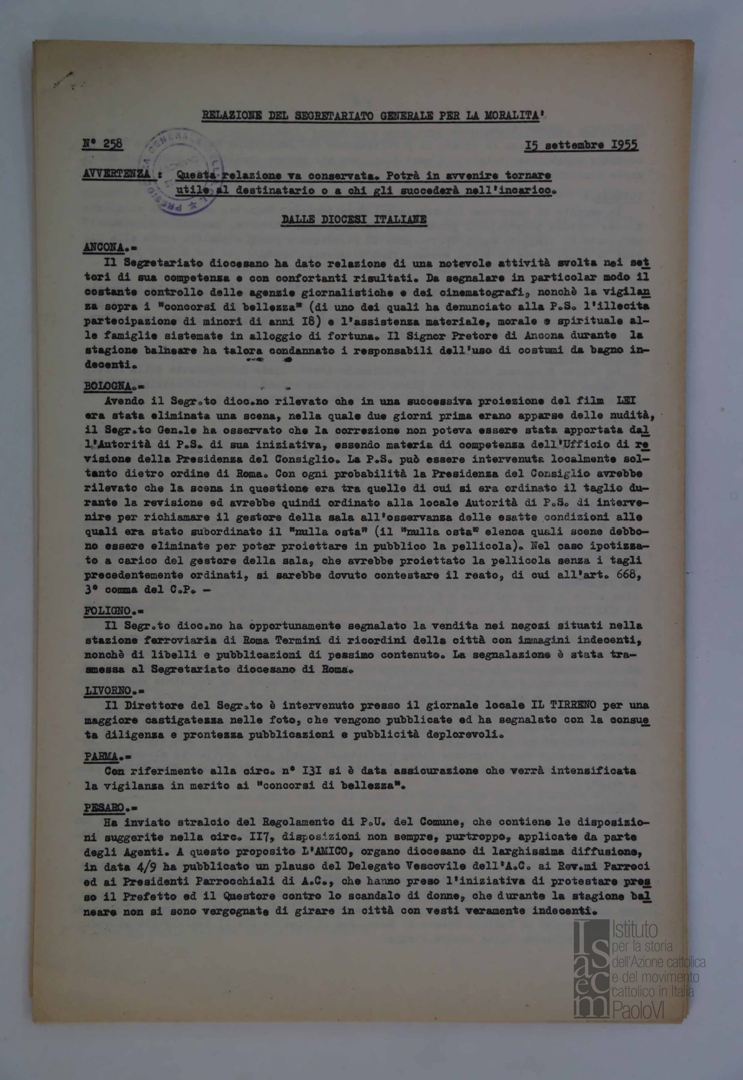 RELAZIONE DEL SEGRETARIATO GENERALE PER LA MORALITA'
N° 258 I5 settembre I955
AVVERTENZA : Questa relazione va conservata. Potrà in avvenire tornare
utile al destinatario o a chi gli succederà nell'incarico.
DALLE DIOCESI ITALIANE
ANCONA.=
Il Segretariato diocesano ha dato relazione di una notevole attività svolta nei set
tori di sua competenza e con confortanti risultati. Da segnalare in particolar modo il
costante controllo delle agenzie giornalistiche e dei cinematografi, nonchè la vigilan
za sopra i "concorsi di bellezza" (di uno dei quali ha denunciato alla P.S. l'illecita
partecipazione di minori di anni I8) e l'assistenza materiale, morale e spirituale al-
le famiglie sistemate in alloggio di fortuna. Il Signor Pretore di Ancona durante la
stagione balneare ha talora condannato i responsabili dell'uso di costumi da bagno in-
decenti.
BOLOGNA.=
Avendo il Segr.to dioc.no rilevato che in una successiva proiezione del film LEI
era stata eliminata una scena, nella quale due giorni prima erano apparse delle nudità,
il Segr.to Gen.le ha osservato che la correzione non poteva essere stata apportata dal
l'Autorità di P.S. di sua iniziativa, essendo materia di competenza dell'Ufficio di re
visione della Presidenza del Consiglio. La P.S. può essere intervenuta localmente sol-
tanto dietro ordine di Roma. Con ogni probabilità la Presidenza del Consiglio avrebbe
rilevato che la scena in questione era tra quelle di cui si era ordinato il taglio du-
rante la revisione ed avrebbe quindi ordinato alla locale Autorità di P.S. di interve-
nire per richiamare il gestore della sala all'osservanza delle esatte condizioni alle
quali era stato subordinato il "nulla osta" (il "nulla osta" elenca quali scene debbo-
no essere eliminate per poter proiettare in pubblico la pellicola). Nel caso ipotizza-
to a carico del gestore della sala, che avrebbe proiettato la pellicola senza i tagli
precedentemente ordinati, si sarebbe dovuto contestare il reato, di cui all'art. 668,
3° comma del C.P. -
FOLIGNO.=
Il Segr.to dioc.no ha opportunamente segnalato la vendita nei negozi situati nella
stazione ferroviaria di Roma Termini di ricordini della città con immagini indecenti,
nonchè di libelli e pubblicazioni di pessimo contenuto. La segnalazione è stata tra-
smessa al Segretariato diocesano di Roma.
LIVORNO.=
Il Direttore del Segr.to è intervenuto presso il giornale locale IL TIRRENO per una
maggiore castigatezza nelle foto, che vengono pubblicate ed ha segnalato con la consue
ta diligenza e prontezza pubblicazioni e pubblicità deplorevoli.
PARMA.=
Con riferimento alla circ. n° I3I si è data assicurazione che verrà intensificata
la vigilanza in merito ai "concorsi di bellezza".
PESARO.=
Ha inviato stralcio del Regolamento di P.U. del Comune, che contiene le disposizio-
ni suggerite nella circ. II7, disposizioni non sempre, purtroppo, applicate da parte
degli Agenti. A questo proposito L'AMICO, organo diocesano di larghissima diffusione,
in data 4/9 ha pubblicato un plauso del Delegato Vescovile dell'A.C. ai Rev.mi Parroci
ed ai Presidenti Parrocchiali di A.C., che hanno preso l'iniziativa di protestare pres
so il Prefetto ed il Questore contro lo scandalo di donne, che durante la stagione bal
neare non si sono vergognate di girare in città con vesti veramente indecenti.
Isacem
Istituto
per la storia
dell'Azione cattolica
e del movimento
cattolico in Italia
PaoloVI